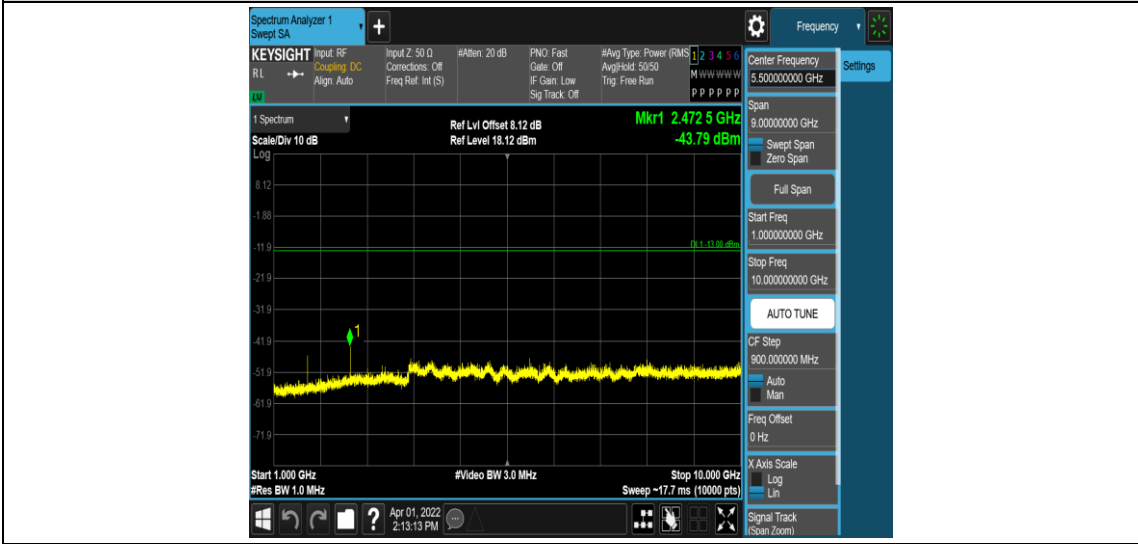 Spectrum Analyzer 1
Swept SA
+
Frequency
KEYSIGHT
RL
Input: RF
Coupling: DC
Align: Auto
Input Z: 50 Ω
Corrections: Off
Freq Ref: Int (S)
#Atten: 20 dB
PNO: Fast
Gate: Off
IF Gain: Low
Sig Track: Off
#Avg Type: Power (RMS
Avg|Hold: 50/50
Trig: Free Run
1 2 3 4 5 6
M W W W W W
P P P P P P
1 Spectrum
Scale/Div 10 dB
Log
Ref Lvl Offset 8.12 dB
Ref Level 18.12 dBm
Mkr1 2.472 5 GHz
-43.79 dBm
8.12
-1.88
-11.9
DL1 -13.00 dBm
-21.9
-31.9
1
-41.9
-51.9
-61.9
-71.9
Start 1.000 GHz
#Res BW 1.0 MHz
#Video BW 3.0 MHz
Stop 10.000 GHz
Sweep ~17.7 ms (10000 pts)
?
Apr 01, 2022
2:13:13 PM
Center Frequency
5.500000000 GHz
Settings
Span
9.00000000 GHz
Swept Span
Zero Span
Full Span
Start Freq
1.000000000 GHz
Stop Freq
10.000000000 GHz
AUTO TUNE
CF Step
900.000000 MHz
Auto
Man
Freq Offset
0 Hz
X Axis Scale
Log
Lin
Signal Track
(Span Zoom)